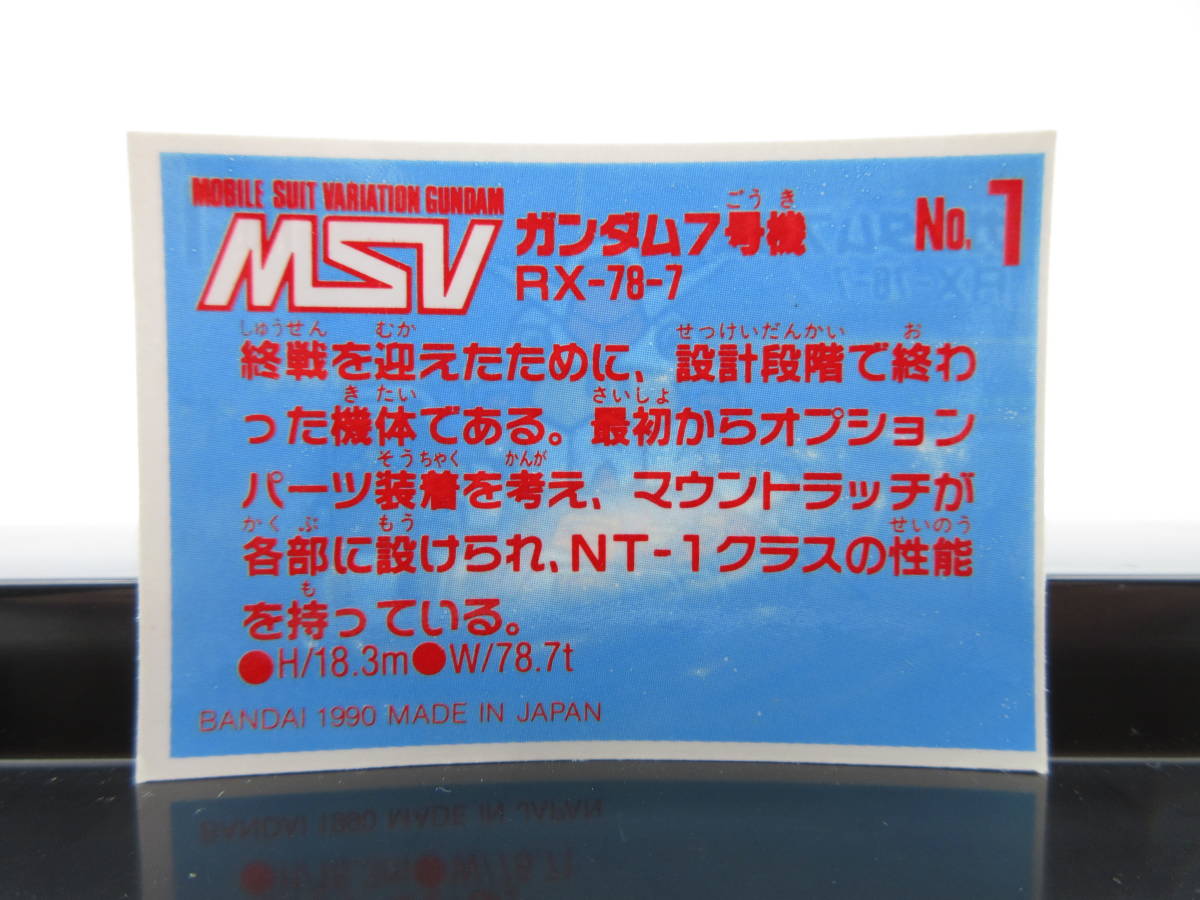 MOBILE SUIT VARIATION GUNDAM
MSV
ごうき
ガンダム7号機
RX-78-7
No.1
しゅうせん むか せっけいだんかい お
終戦を迎えたために、設計段階で終わ
きたい さいしょ
った機体である。最初からオプション
そうちゃく かんが
パーツ装着を考え、マウントラッチが
かくぶ もう せいのう
各部に設けられ、NT-1クラスの性能
も
を持っている。
●H/18.3m●W/78.7t
BANDAI 1990 MADE IN JAPAN